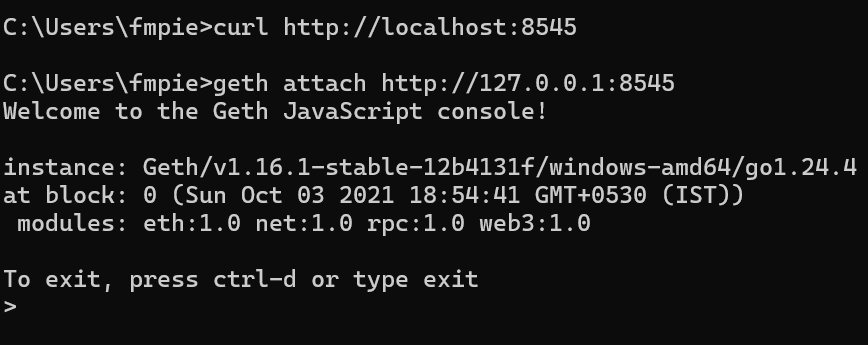 C:\Users\fmpie>curl http://localhost:8545
C:\Users\fmpie>geth attach http://127.0.0.1:8545
Welcome to the Geth JavaScript console!
instance: Geth/v1.16.1-stable-12b4131f/windows-amd64/go1.24.4
at block: 0 (Sun Oct 03 2021 18:54:41 GMT+0530 (IST))
 modules: eth:1.0 net:1.0 rpc:1.0 web3:1.0
To exit, press ctrl-d or type exit
>